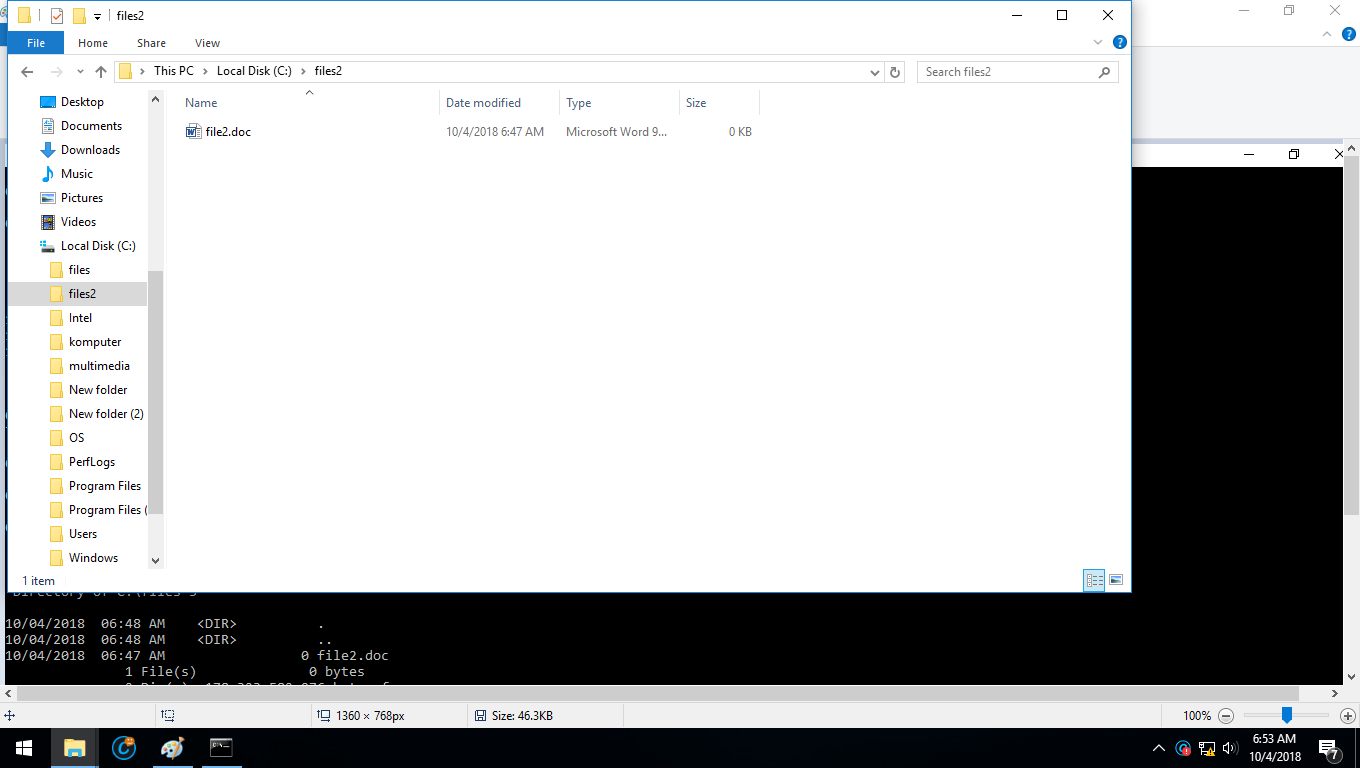 files2
File Home Share View
This PC Local Disk (C:) files2
Search files2
Name Date modified Type Size
file2.doc 10/4/2018 6:47 AM Microsoft Word 9... 0 KB
Desktop
Documents
Downloads
Music
Pictures
Videos
Local Disk (C:)
files
files2
Intel
komputer
multimedia
New folder
New folder (2)
OS
PerfLogs
Program Files
Program Files (
Users
Windows
1 item
10/04/2018 06:48 AM <DIR> .
10/04/2018 06:48 AM <DIR> ..
10/04/2018 06:47 AM 0 file2.doc
1 File(s) 0 bytes
1360 × 768px Size: 46.3KB 100%
6:53 AM
10/4/2018
7